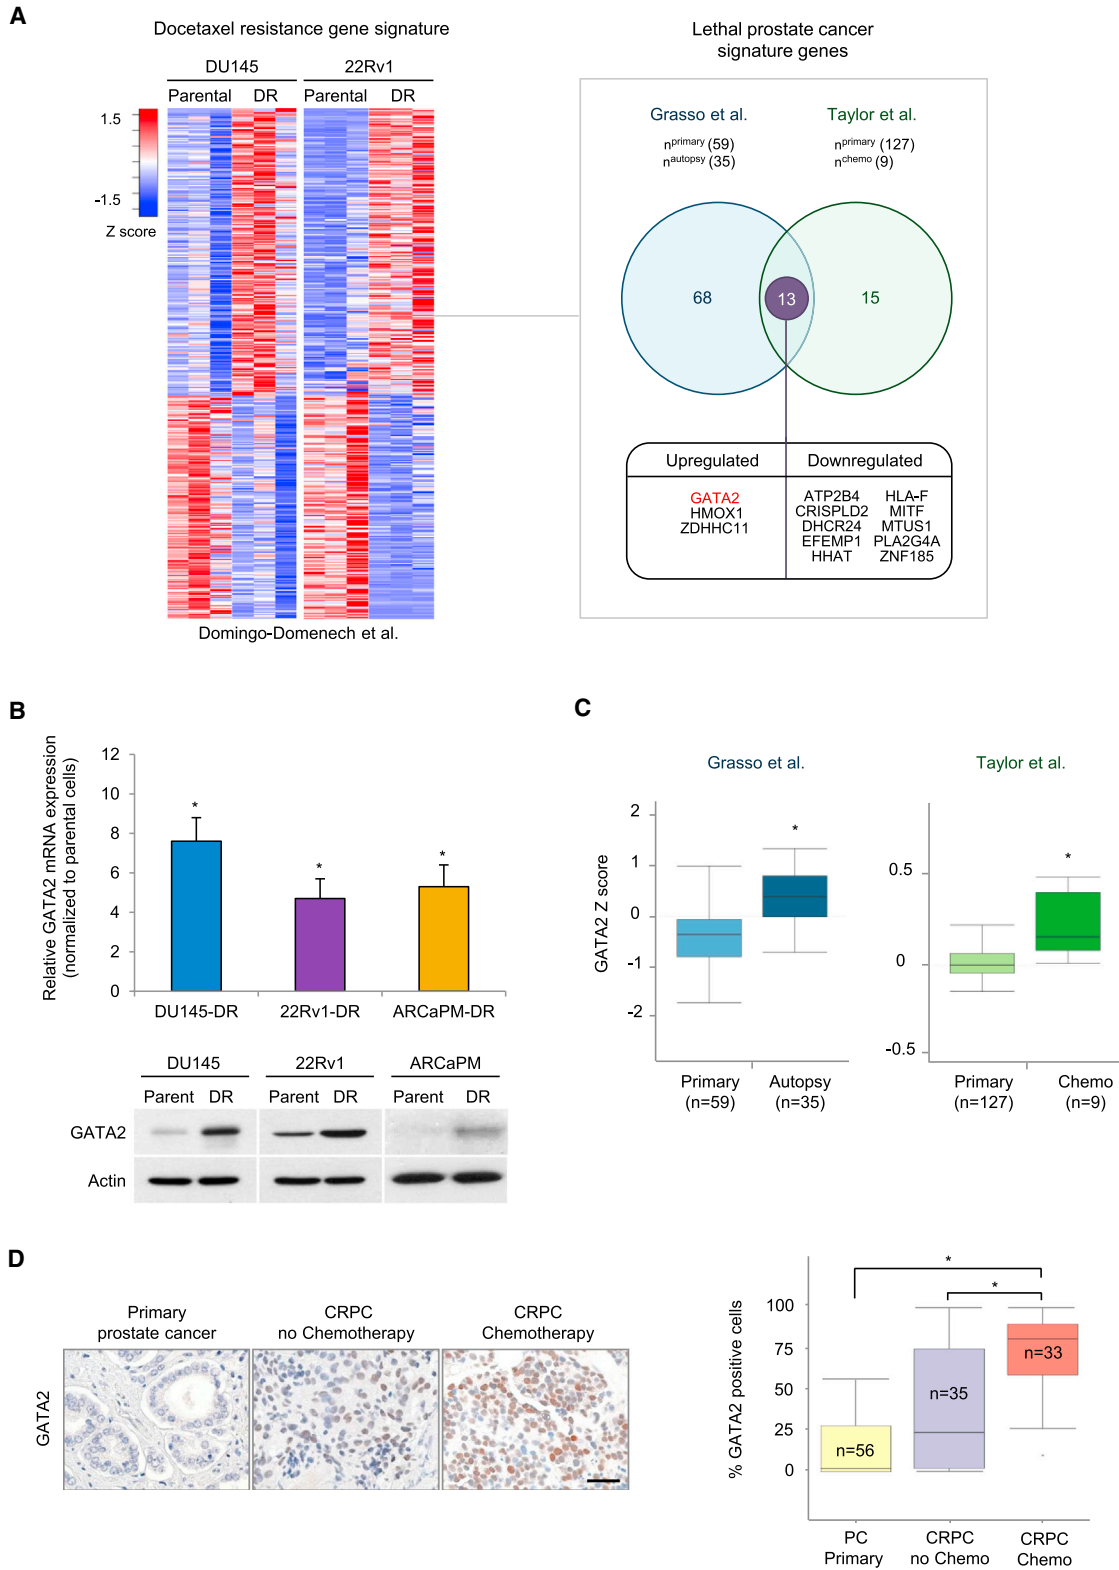 A
Docetaxel resistance gene signature
DU145
22Rv1
Parental
DR
Parental
DR
1.5
-1.5
Z score
Domingo-Domenech et al.
Lethal prostate cancer
signature genes
Grasso et al.
nprimary (59)
nautopsy (35)
Taylor et al.
nprimary (127)
nchemo (9)
68
13
15
Upregulated
Downregulated
GATA2
HMOX1
ZDHHC11
ATP2B4
CRISPLD2
DHCR24
EFEMP1
HHAT
HLA-F
MITF
MTUS1
PLA2G4A
ZNF185
B
Relative GATA2 mRNA expression
(normalized to parental cells)
12
10
8
6
4
2
0
*
*
*
DU145-DR
22Rv1-DR
ARCaPM-DR
DU145
22Rv1
ARCaPM
Parent
DR
Parent
DR
Parent
DR
GATA2
Actin
C
Grasso et al.
GATA2 Z score
2
1
0
-1
-2
*
Primary
(n=59)
Autopsy
(n=35)
Taylor et al.
0.5
0
-0.5
*
Primary
(n=127)
Chemo
(n=9)
D
GATA2
Primary
prostate cancer
CRPC
no Chemotherapy
CRPC
Chemotherapy
% GATA2 positive cells
100
75
50
25
0
*
*
n=56
n=35
n=33
PC
Primary
CRPC
no Chemo
CRPC
Chemo